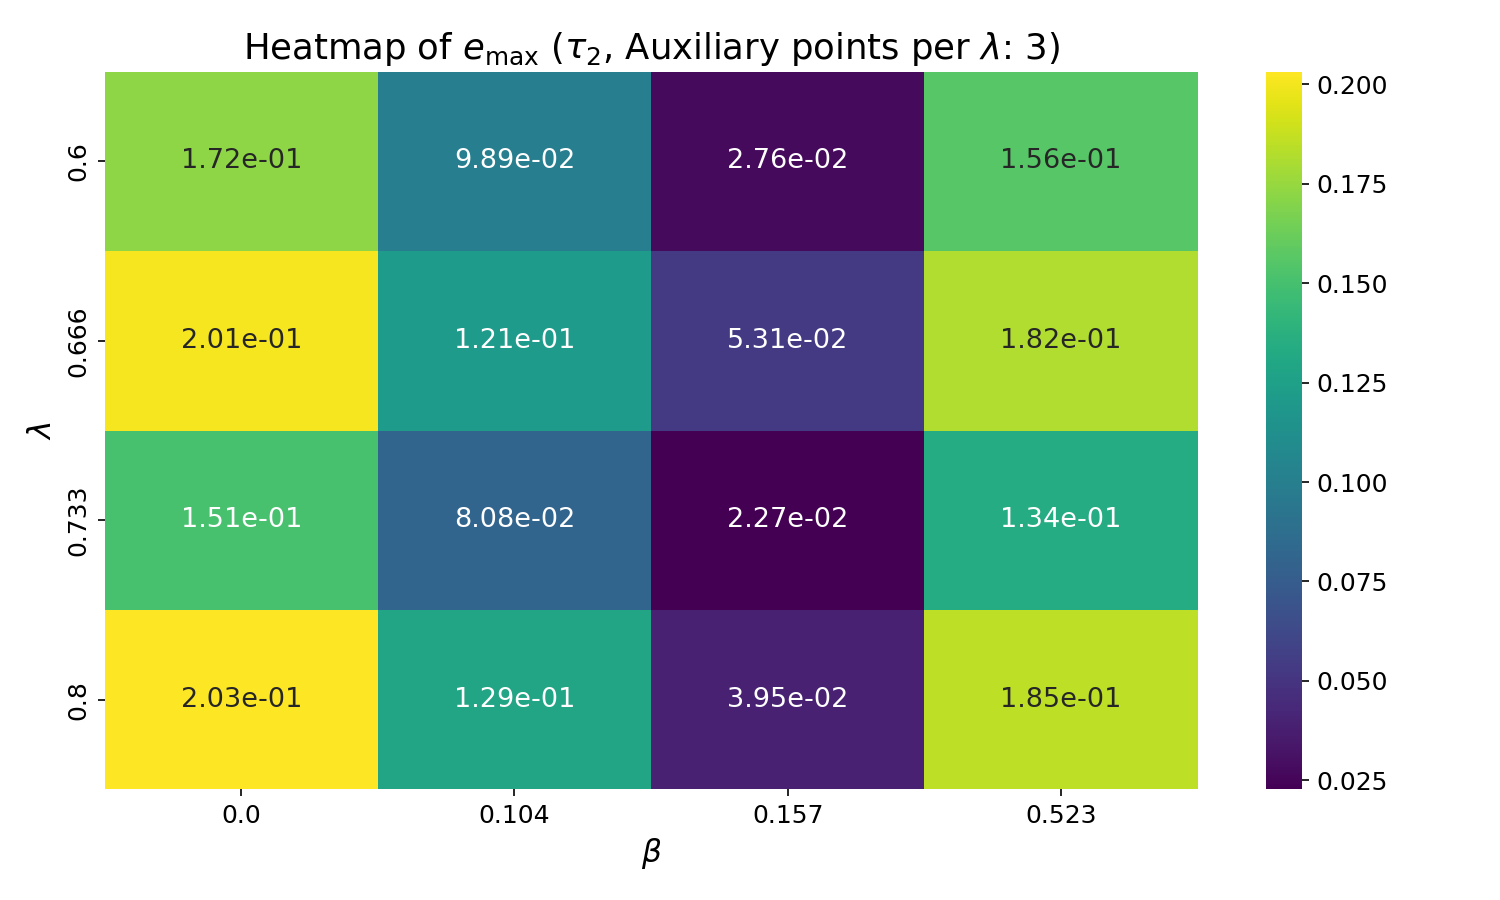 Heatmap of e_max (τ₂, Auxiliary points per λ: 3)
0.6 1.72e-01 9.89e-02 2.76e-02 1.56e-01
0.666 2.01e-01 1.21e-01 5.31e-02 1.82e-01
0.733 1.51e-01 8.08e-02 2.27e-02 1.34e-01
0.8 2.03e-01 1.29e-01 3.95e-02 1.85e-01
0.0 0.104 0.157 0.523
λ
β
0.200
0.175
0.150
0.125
0.100
0.075
0.050
0.025